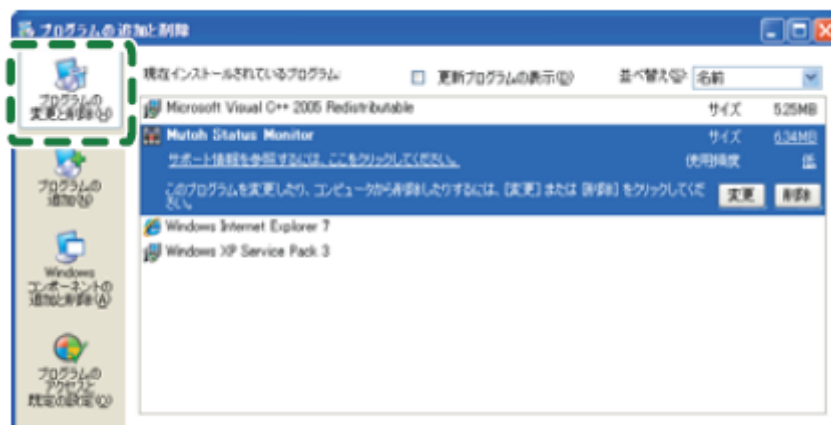 プログラムの追加と削除
プログラムの
変更と削除(H)
現在インストールされているプログラム:
更新プログラムの表示(D)
並べ替え(S):
名前
Microsoft Visual C++ 2005 Redistributable
サイズ
5.25MB
Mutoh Status Monitor
サイズ
6.34MB
サポート情報を参照するには、ここをクリックしてください。
使用頻度
低
このプログラムを変更したり、コンピュータから削除したりするには、[変更] または [削除] をクリックしてくだ
さい。
変更
削除
プログラムの
追加(N)
Windows Internet Explorer 7
Windows XP Service Pack 3
Windows
コンポーネントの
追加と削除(A)
プログラムの
アクセスと
既定の設定(O)